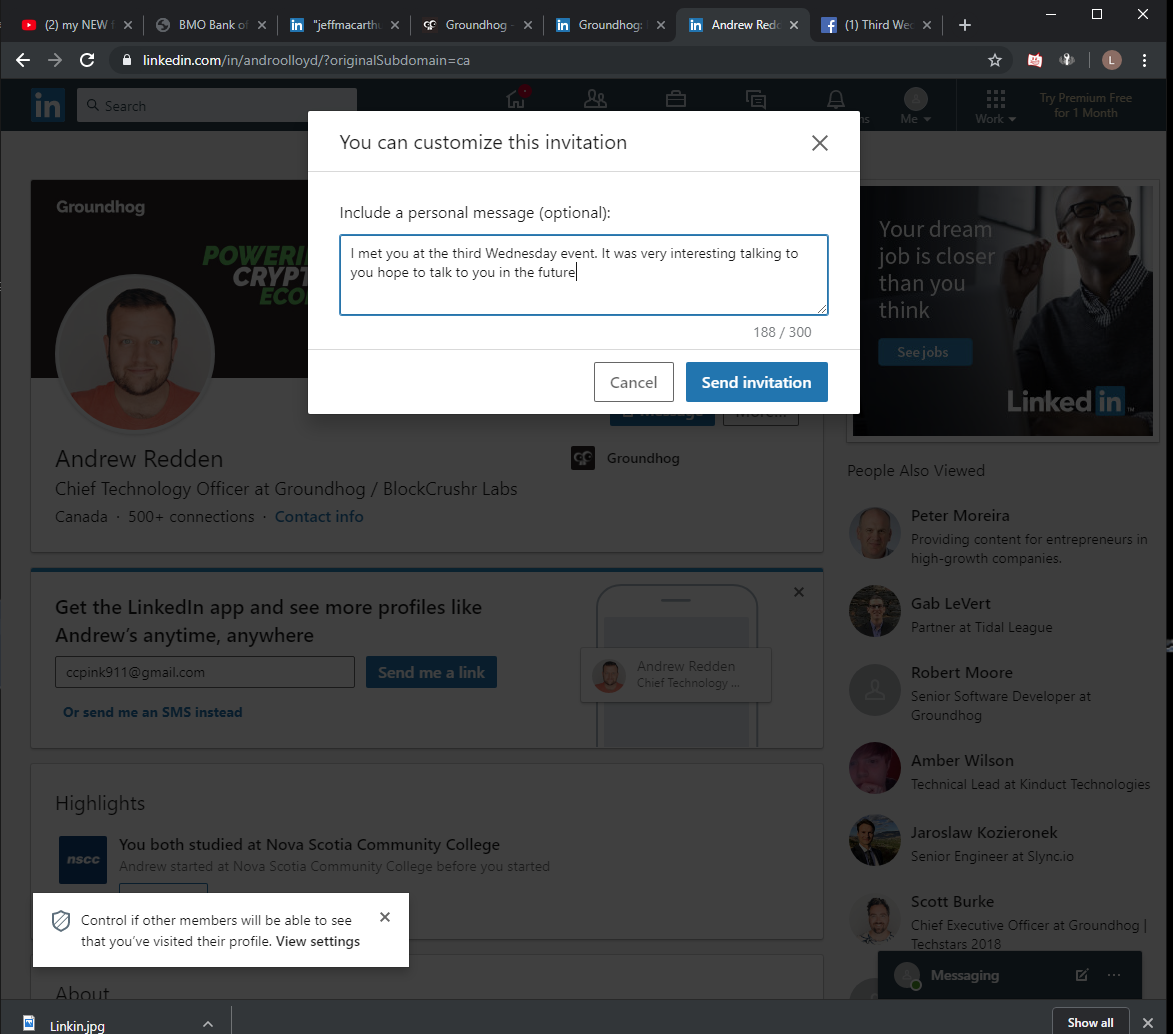 (2) my NEW f
BMO Bank of
"jeffmacarthu
Groundhog -
Groundhog:
Andrew Redd
(1) Third Wed
linkedin.com/in/androolloyd/?originalSubdomain=ca
L
in
Search
Me
Work
Try Premium Free
for 1 Month
You can customize this invitation
Include a personal message (optional):
I met you at the third Wednesday event. It was very interesting talking to
you hope to talk to you in the future
188 / 300
Cancel
Send invitation
Message
More...
Groundhog
POWERIN
CRYPT
ECO
Your dream
job is closer
than you
think
See jobs
Linked in
Andrew Redden
Chief Technology Officer at Groundhog / BlockCrushr Labs
Canada · 500+ connections · Contact info
Groundhog
People Also Viewed
Peter Moreira
Providing content for entrepreneurs in
high-growth companies.
Gab LeVert
Partner at Tidal League
Robert Moore
Senior Software Developer at
Groundhog
Amber Wilson
Technical Lead at Kinduct Technologies
Jaroslaw Kozieronek
Senior Engineer at Slync.io
Scott Burke
Chief Executive Officer at Groundhog |
Techstars 2018
Get the LinkedIn app and see more profiles like
Andrew's anytime, anywhere
ccpink911@gmail.com
Send me a link
Or send me an SMS instead
Andrew Redden
Chief Technology ...
Highlights
nscc
You both studied at Nova Scotia Community College
Andrew started at Nova Scotia Community College before you started
Control if other members will be able to see
that you've visited their profile. View settings
About
Messaging
Linkin.jpg
Show all